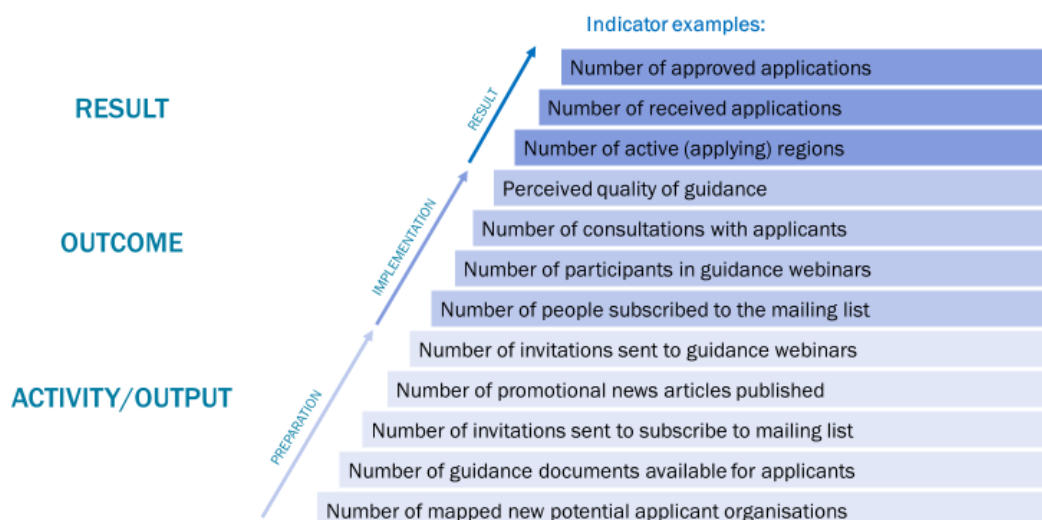 Indicator examples:
Number of approved applications
RESULT
RESULT
Number of received applications
Number of active (applying) regions
Perceived quality of guidance
OUTCOME
IMPLEMENTATION
Number of consultations with applicants
Number of participants in guidance webinars
Number of people subscribed to the mailing list
Number of invitations sent to guidance webinars
ACTIVITY/OUTPUT
PREPARATION
Number of promotional news articles published
Number of invitations sent to subscribe to mailing list
Number of guidance documents available for applicants
Number of mapped new potential applicant organisations